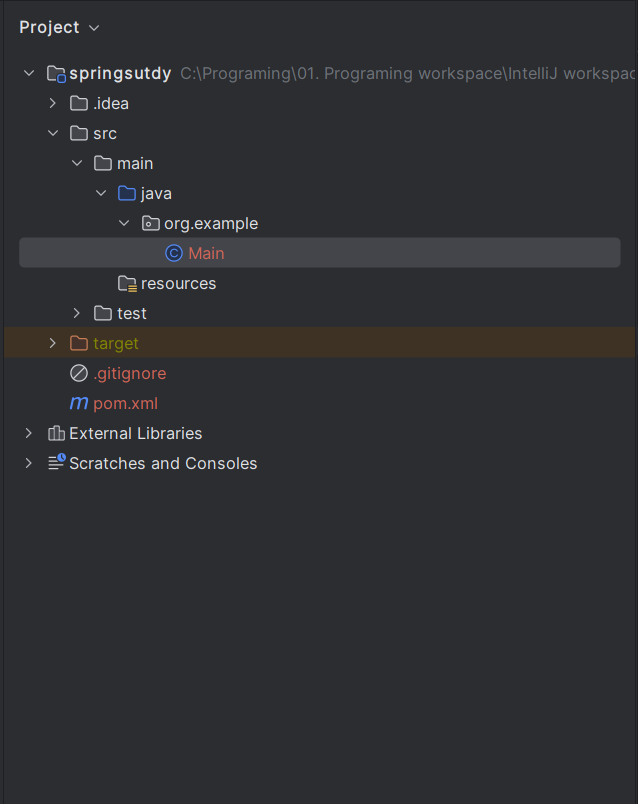 Project
springsutdy C:\Programing\01. Programing workspace\IntelliJ workspac
.idea
src
main
java
org.example
Main
resources
test
target
.gitignore
pom.xml
External Libraries
Scratches and Consoles